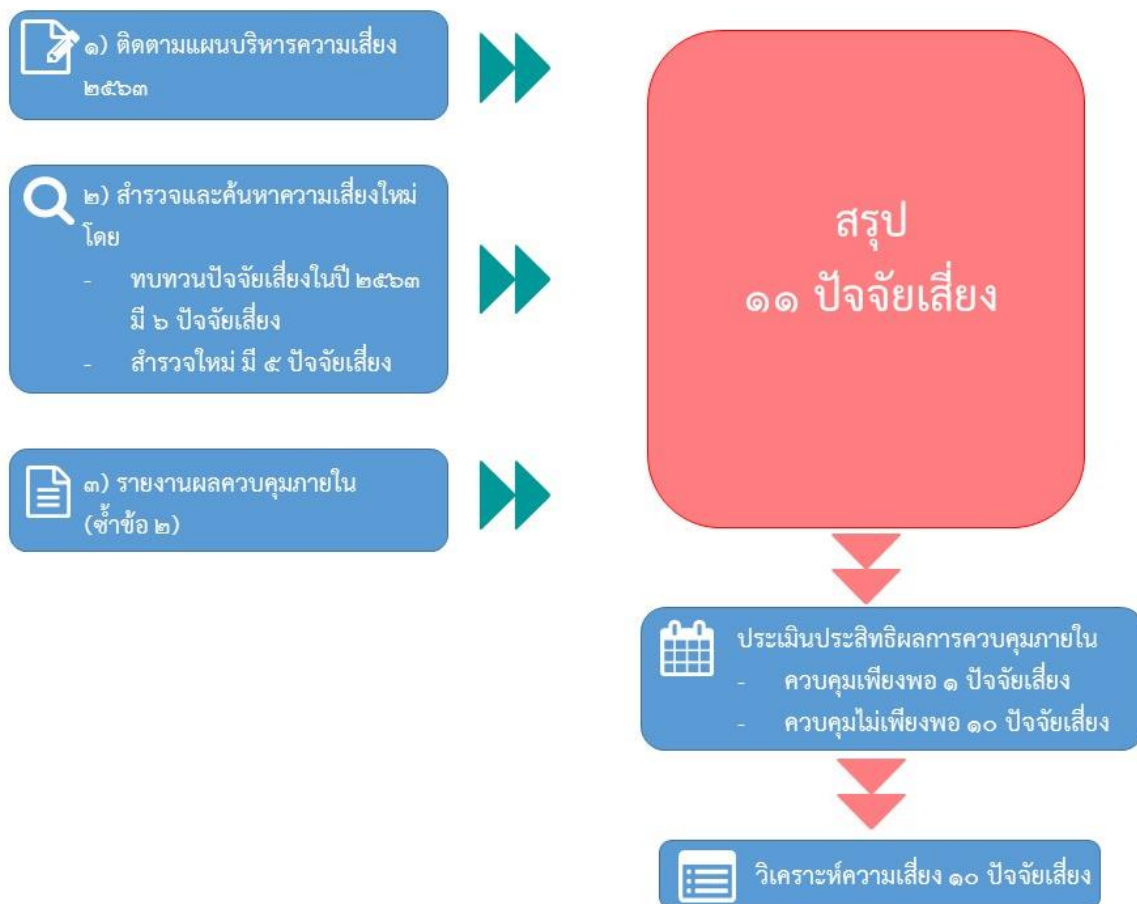 ๑) ติดตามแผนบริหารความเสี่ยง
๒๕๖๓
๒) สำรวจและค้นหาความเสี่ยงใหม่
โดย
- ทบทวนปัจจัยเสี่ยงในปี ๒๕๖๓
มี ๖ ปัจจัยเสี่ยง
- สำรวจใหม่ มี ๕ ปัจจัยเสี่ยง
๓) รายงานผลควบคุมภายใน
(ซ้ำข้อ ๒)
สรุป
๑๑ ปัจจัยเสี่ยง
ประเมินประสิทธิผลการควบคุมภายใน
- ควบคุมเพียงพอ ๑ ปัจจัยเสี่ยง
- ควบคุมไม่เพียงพอ ๑๐ ปัจจัยเสี่ยง
วิเคราะห์ความเสี่ยง ๑๐ ปัจจัยเสี่ยง